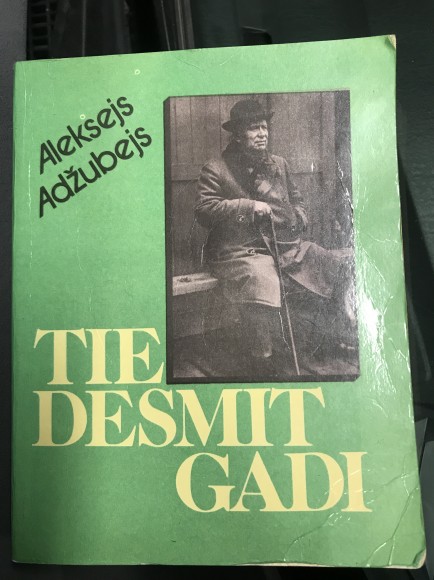 Aleksejs
Adžubejs
TIE
DESMIT
GADI